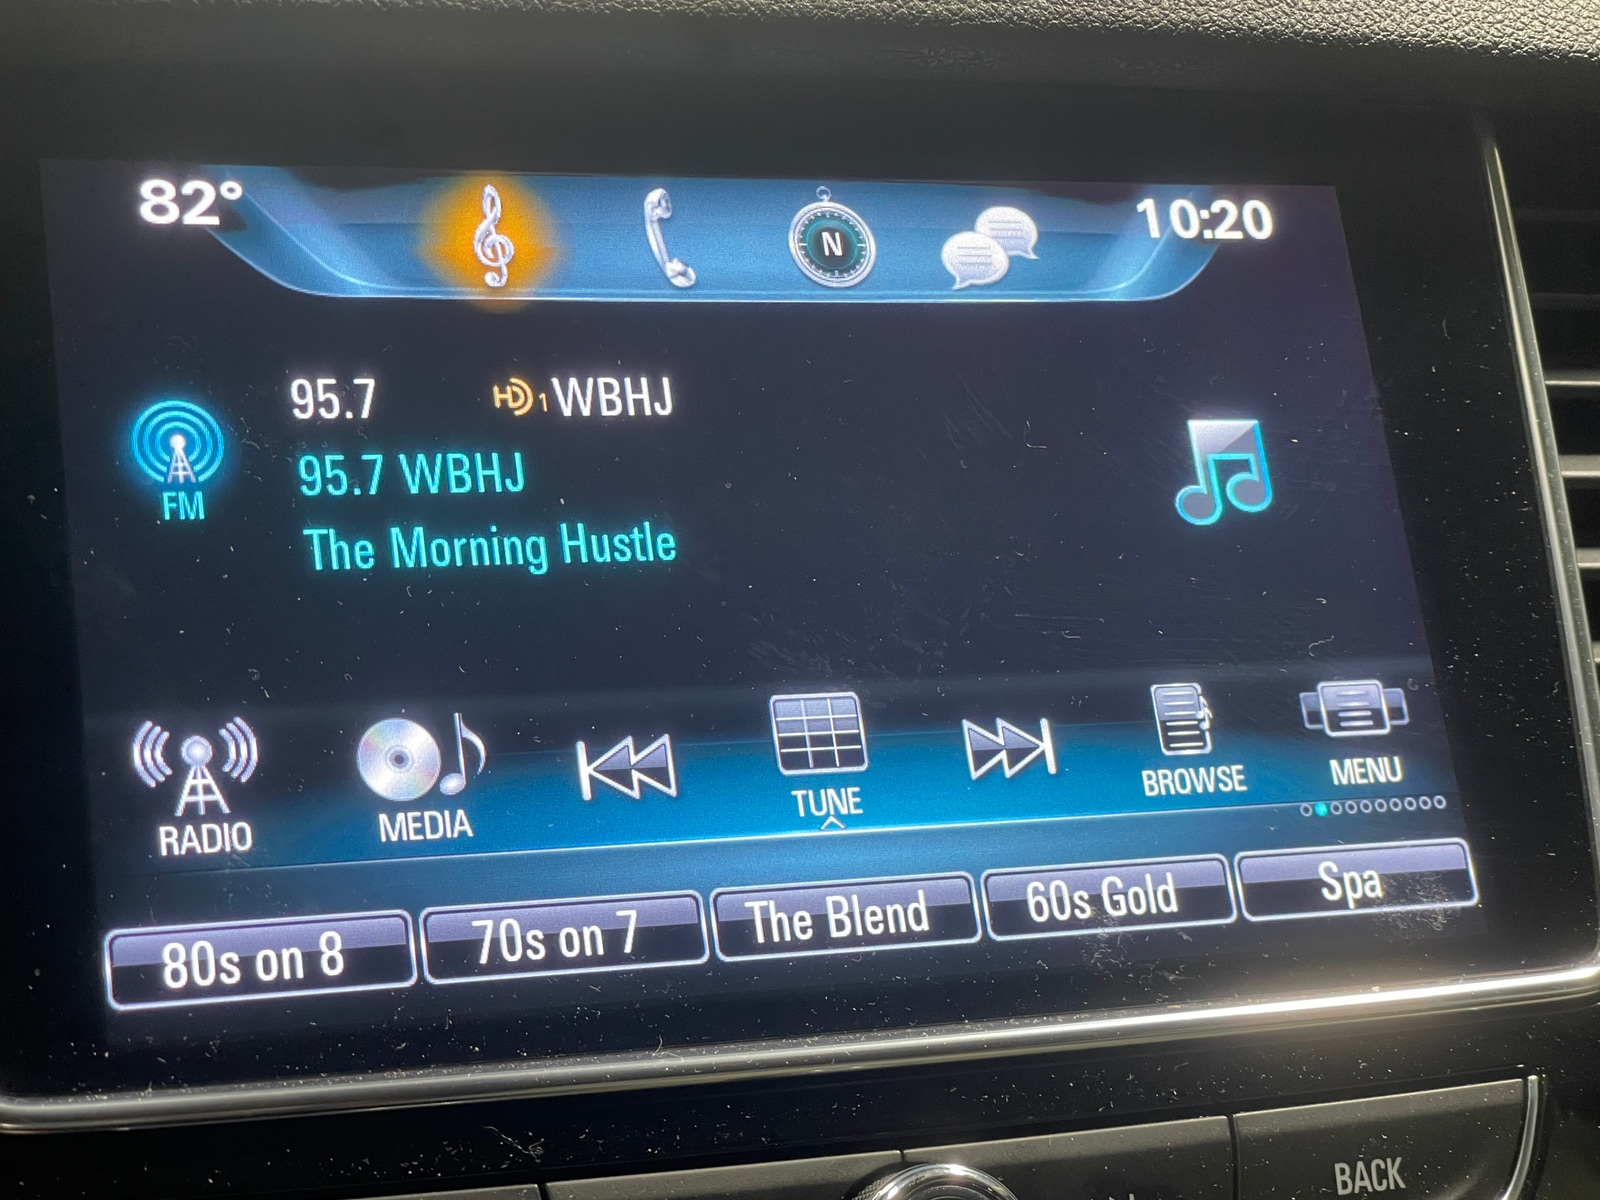 82° 10:20
N
95.7 HD1 WBHJ
95.7 WBHJ
The Morning Hustle
FM
RADIO MEDIA TUNE BROWSE MENU
80s on 8 70s on 7 The Blend 60s Gold Spa
BACK